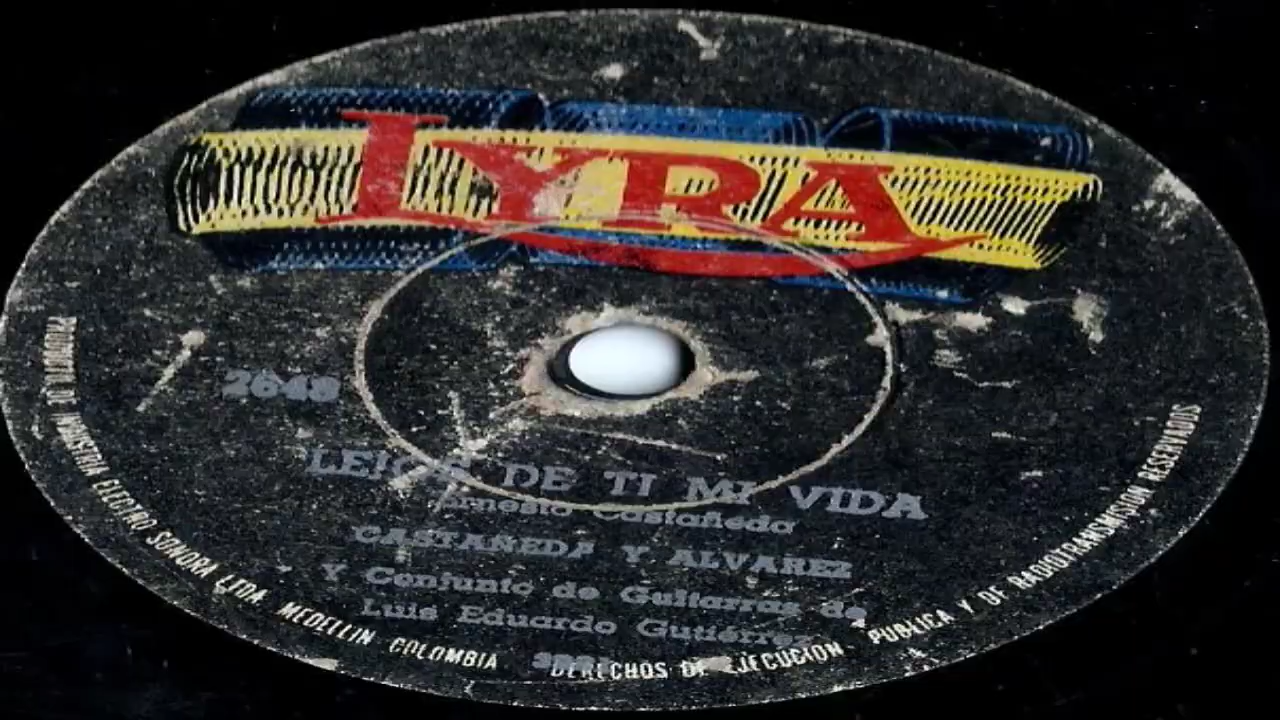 LYRA
2648
LEJOS DE TI MI VIDA
Ernesto Castañeda
CASTAÑEDA Y ALVAREZ
Y Conjunto de Guitarras de
Luis Eduardo Gutiérrez
PRODUCTO DE INDUSTRIA ELECTRO SONORA LTDA. MEDELLIN COLOMBIA
DERECHOS DE EJECUCION PUBLICA Y DE RADIOTRANSMISION RESERVADOS